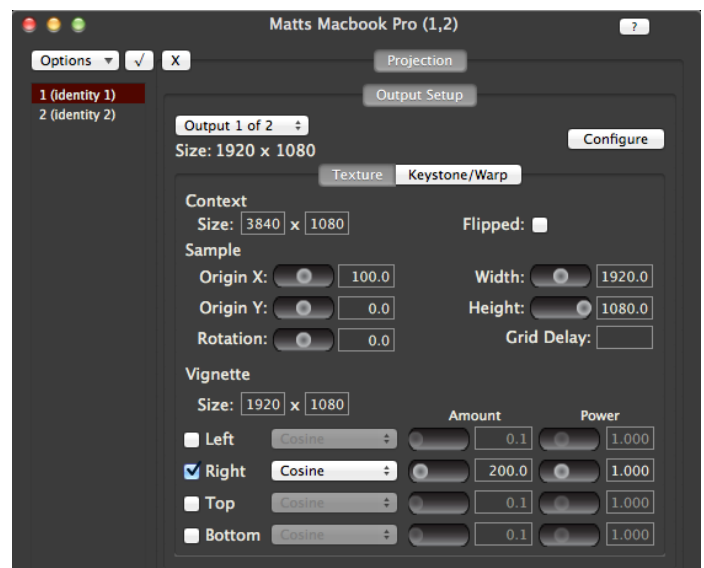 Matts Macbook Pro (1,2) ?
Options √ X Projection
1 (identity 1) Output Setup
2 (identity 2)
Output 1 of 2 Configure
Size: 1920 x 1080
Texture Keystone/Warp
Context
Size: 3840 x 1080 Flipped:
Sample
Origin X: 100.0 Width: 1920.0
Origin Y: 0.0 Height: 1080.0
Rotation: 0.0 Grid Delay:
Vignette
Size: 1920 x 1080
Amount Power
Left Cosine 0.1 1.000
Right Cosine 200.0 1.000
Top Cosine 0.1 1.000
Bottom Cosine 0.1 1.000